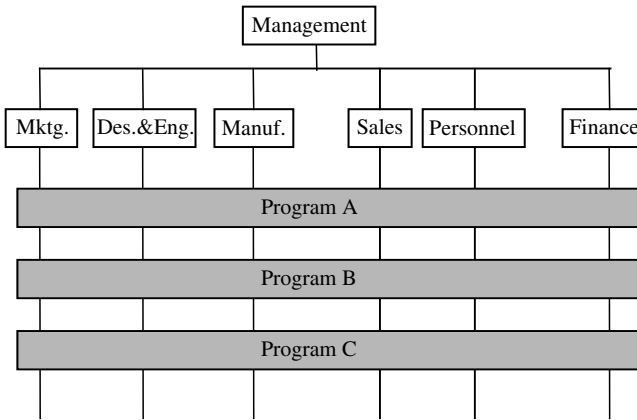 Management
Mktg. Des.&Eng. Manuf. Sales Personnel Finance
Program A
Program B
Program C